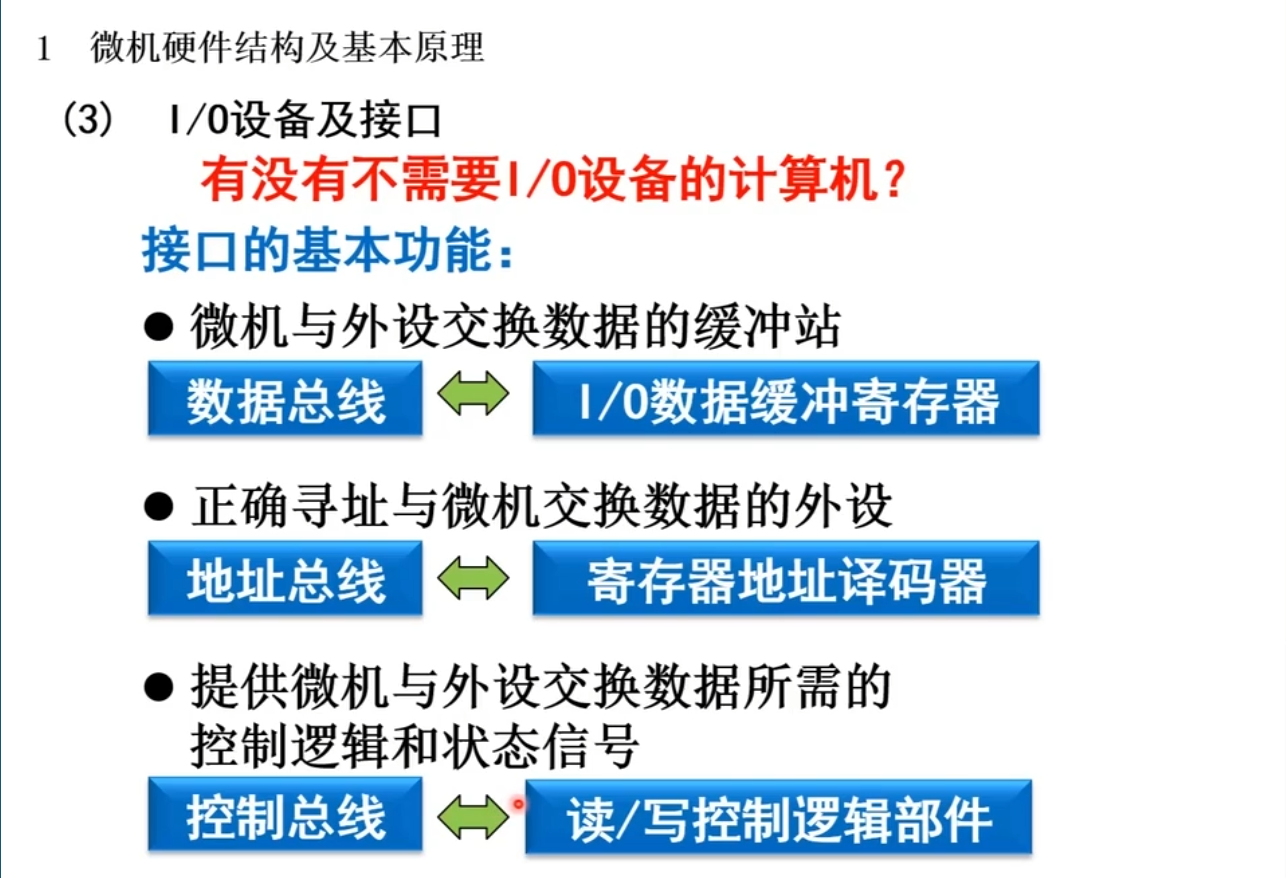 1 微机硬件结构及基本原理
(3) I/O设备及接口
有没有不需要I/O设备的计算机?
接口的基本功能:
● 微机与外设交换数据的缓冲站
数据总线 I/O数据缓冲寄存器
● 正确寻址与微机交换数据的外设
地址总线 寄存器地址译码器
● 提供微机与外设交换数据所需的
控制逻辑和状态信号
控制总线 读/写控制逻辑部件